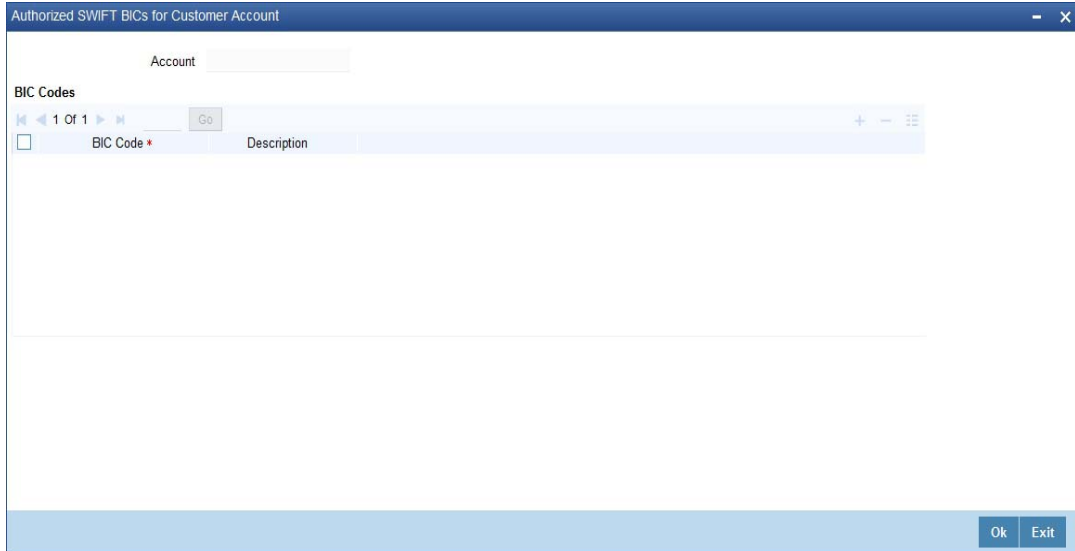 Authorized SWIFT BICs for Customer Account
Account
BIC Codes
1 Of 1 Go
BIC Code * Description
Ok Exit